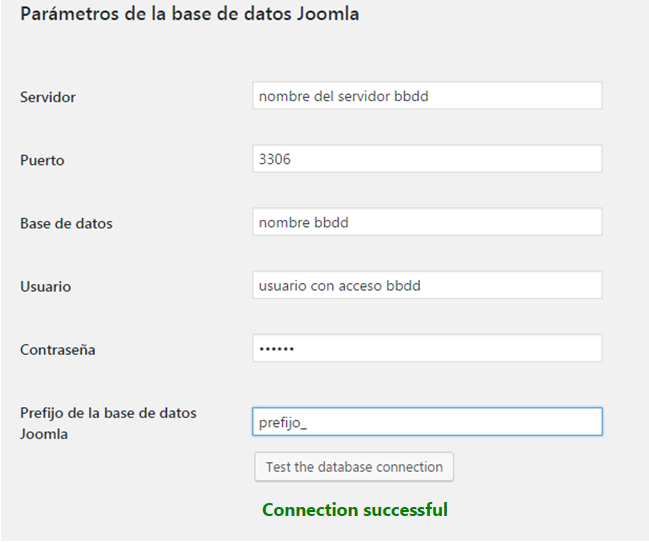 Parámetros de la base de datos Joomla
Servidor
nombre del servidor bbdd
Puerto
3306
Base de datos
nombre bbdd
Usuario
usuario con acceso bbdd
Contraseña
••••••
Prefijo de la base de datos
Joomla
prefijo_
Test the database connection
Connection successful